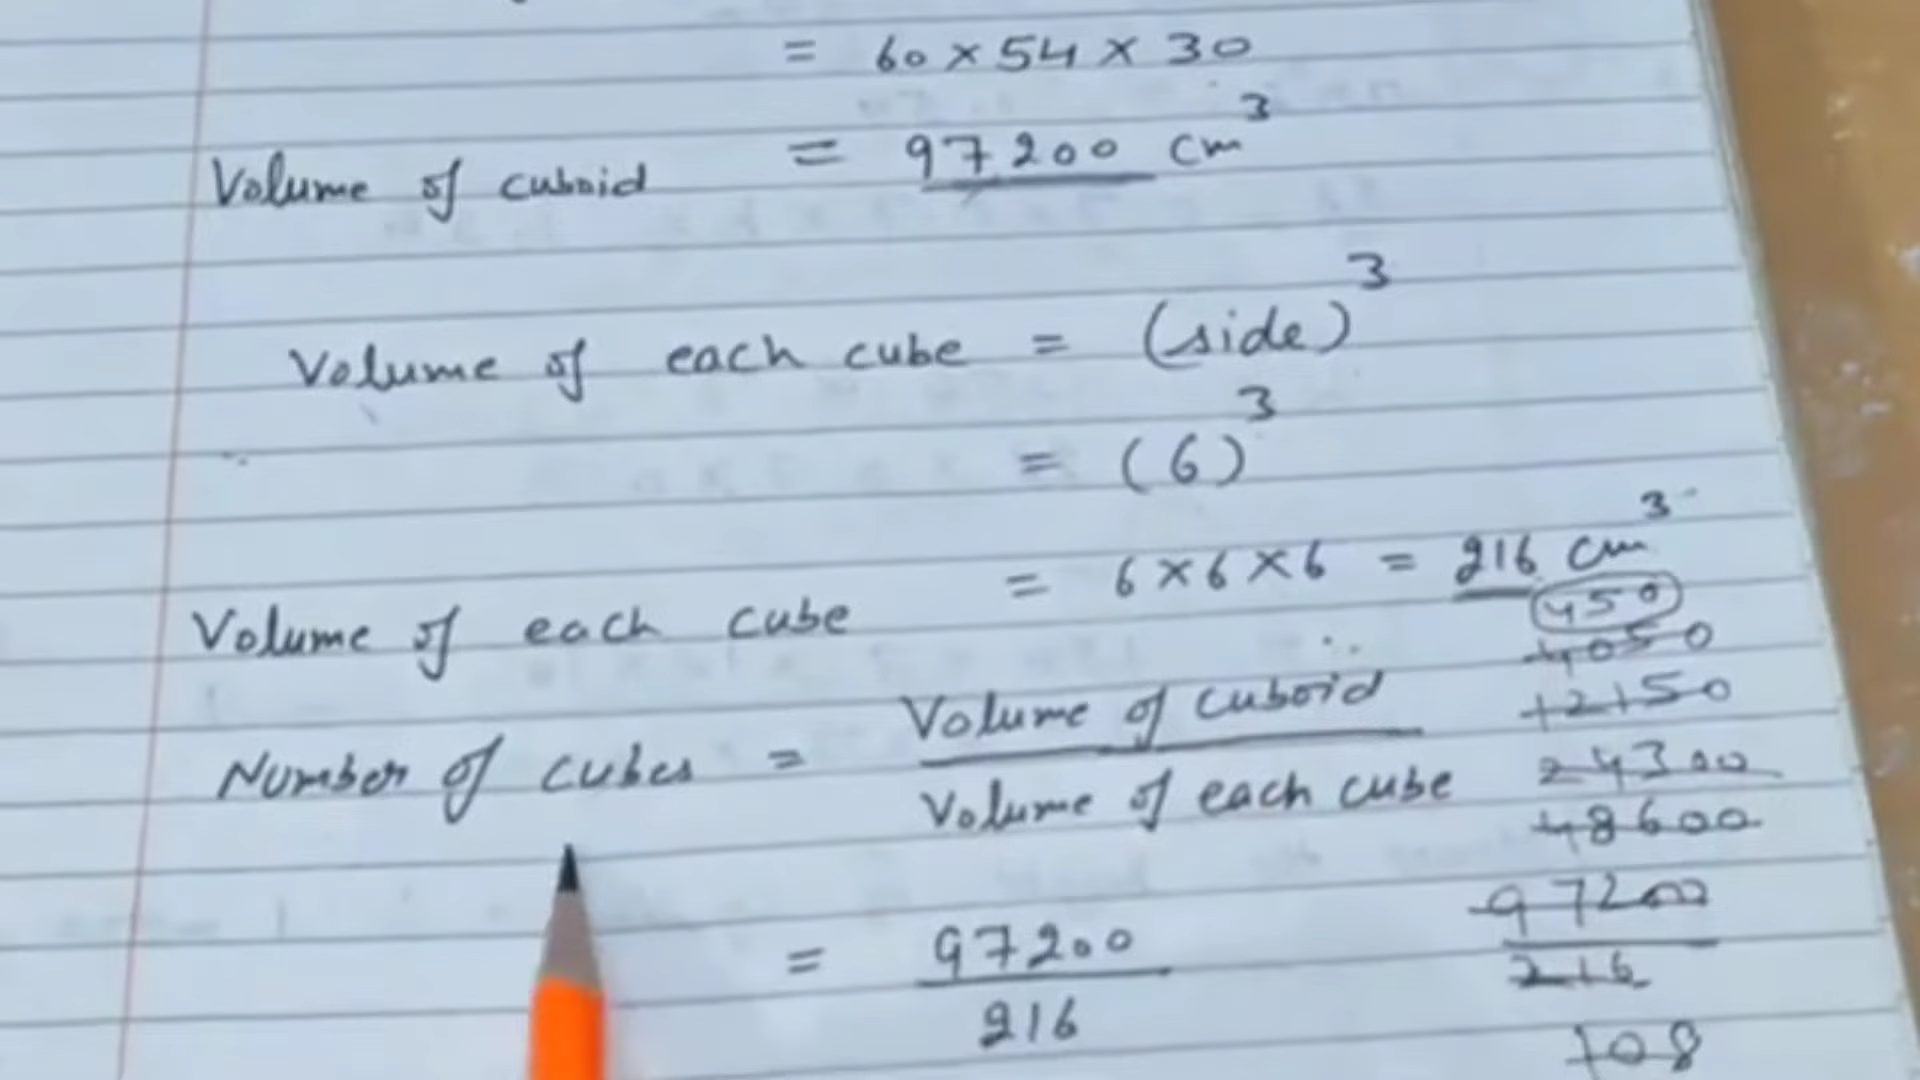 = 60 × 54 × 30
Volume of cuboid = 97200 cm³
Volume of each cube = (side)³
= (6)³
= 6 × 6 × 6 = 216 cm³
Volume of each cube
450
4050
12150
24300
48600
97200
216
108
Number of cubes = Volume of cuboid
Volume of each cube
= 97200
216